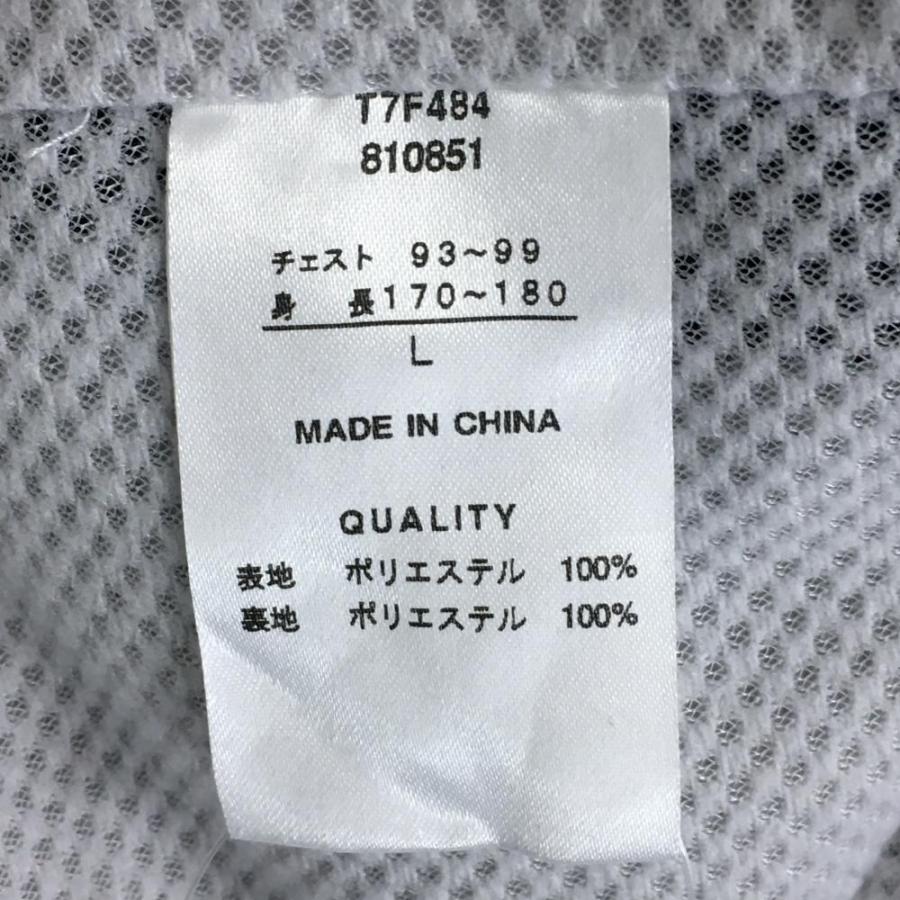 T7F484
810851
チェスト 93〜99
身 長170〜180
L
MADE IN CHINA
QUALITY
表地 ポリエステル 100%
裏地 ポリエステル 100%